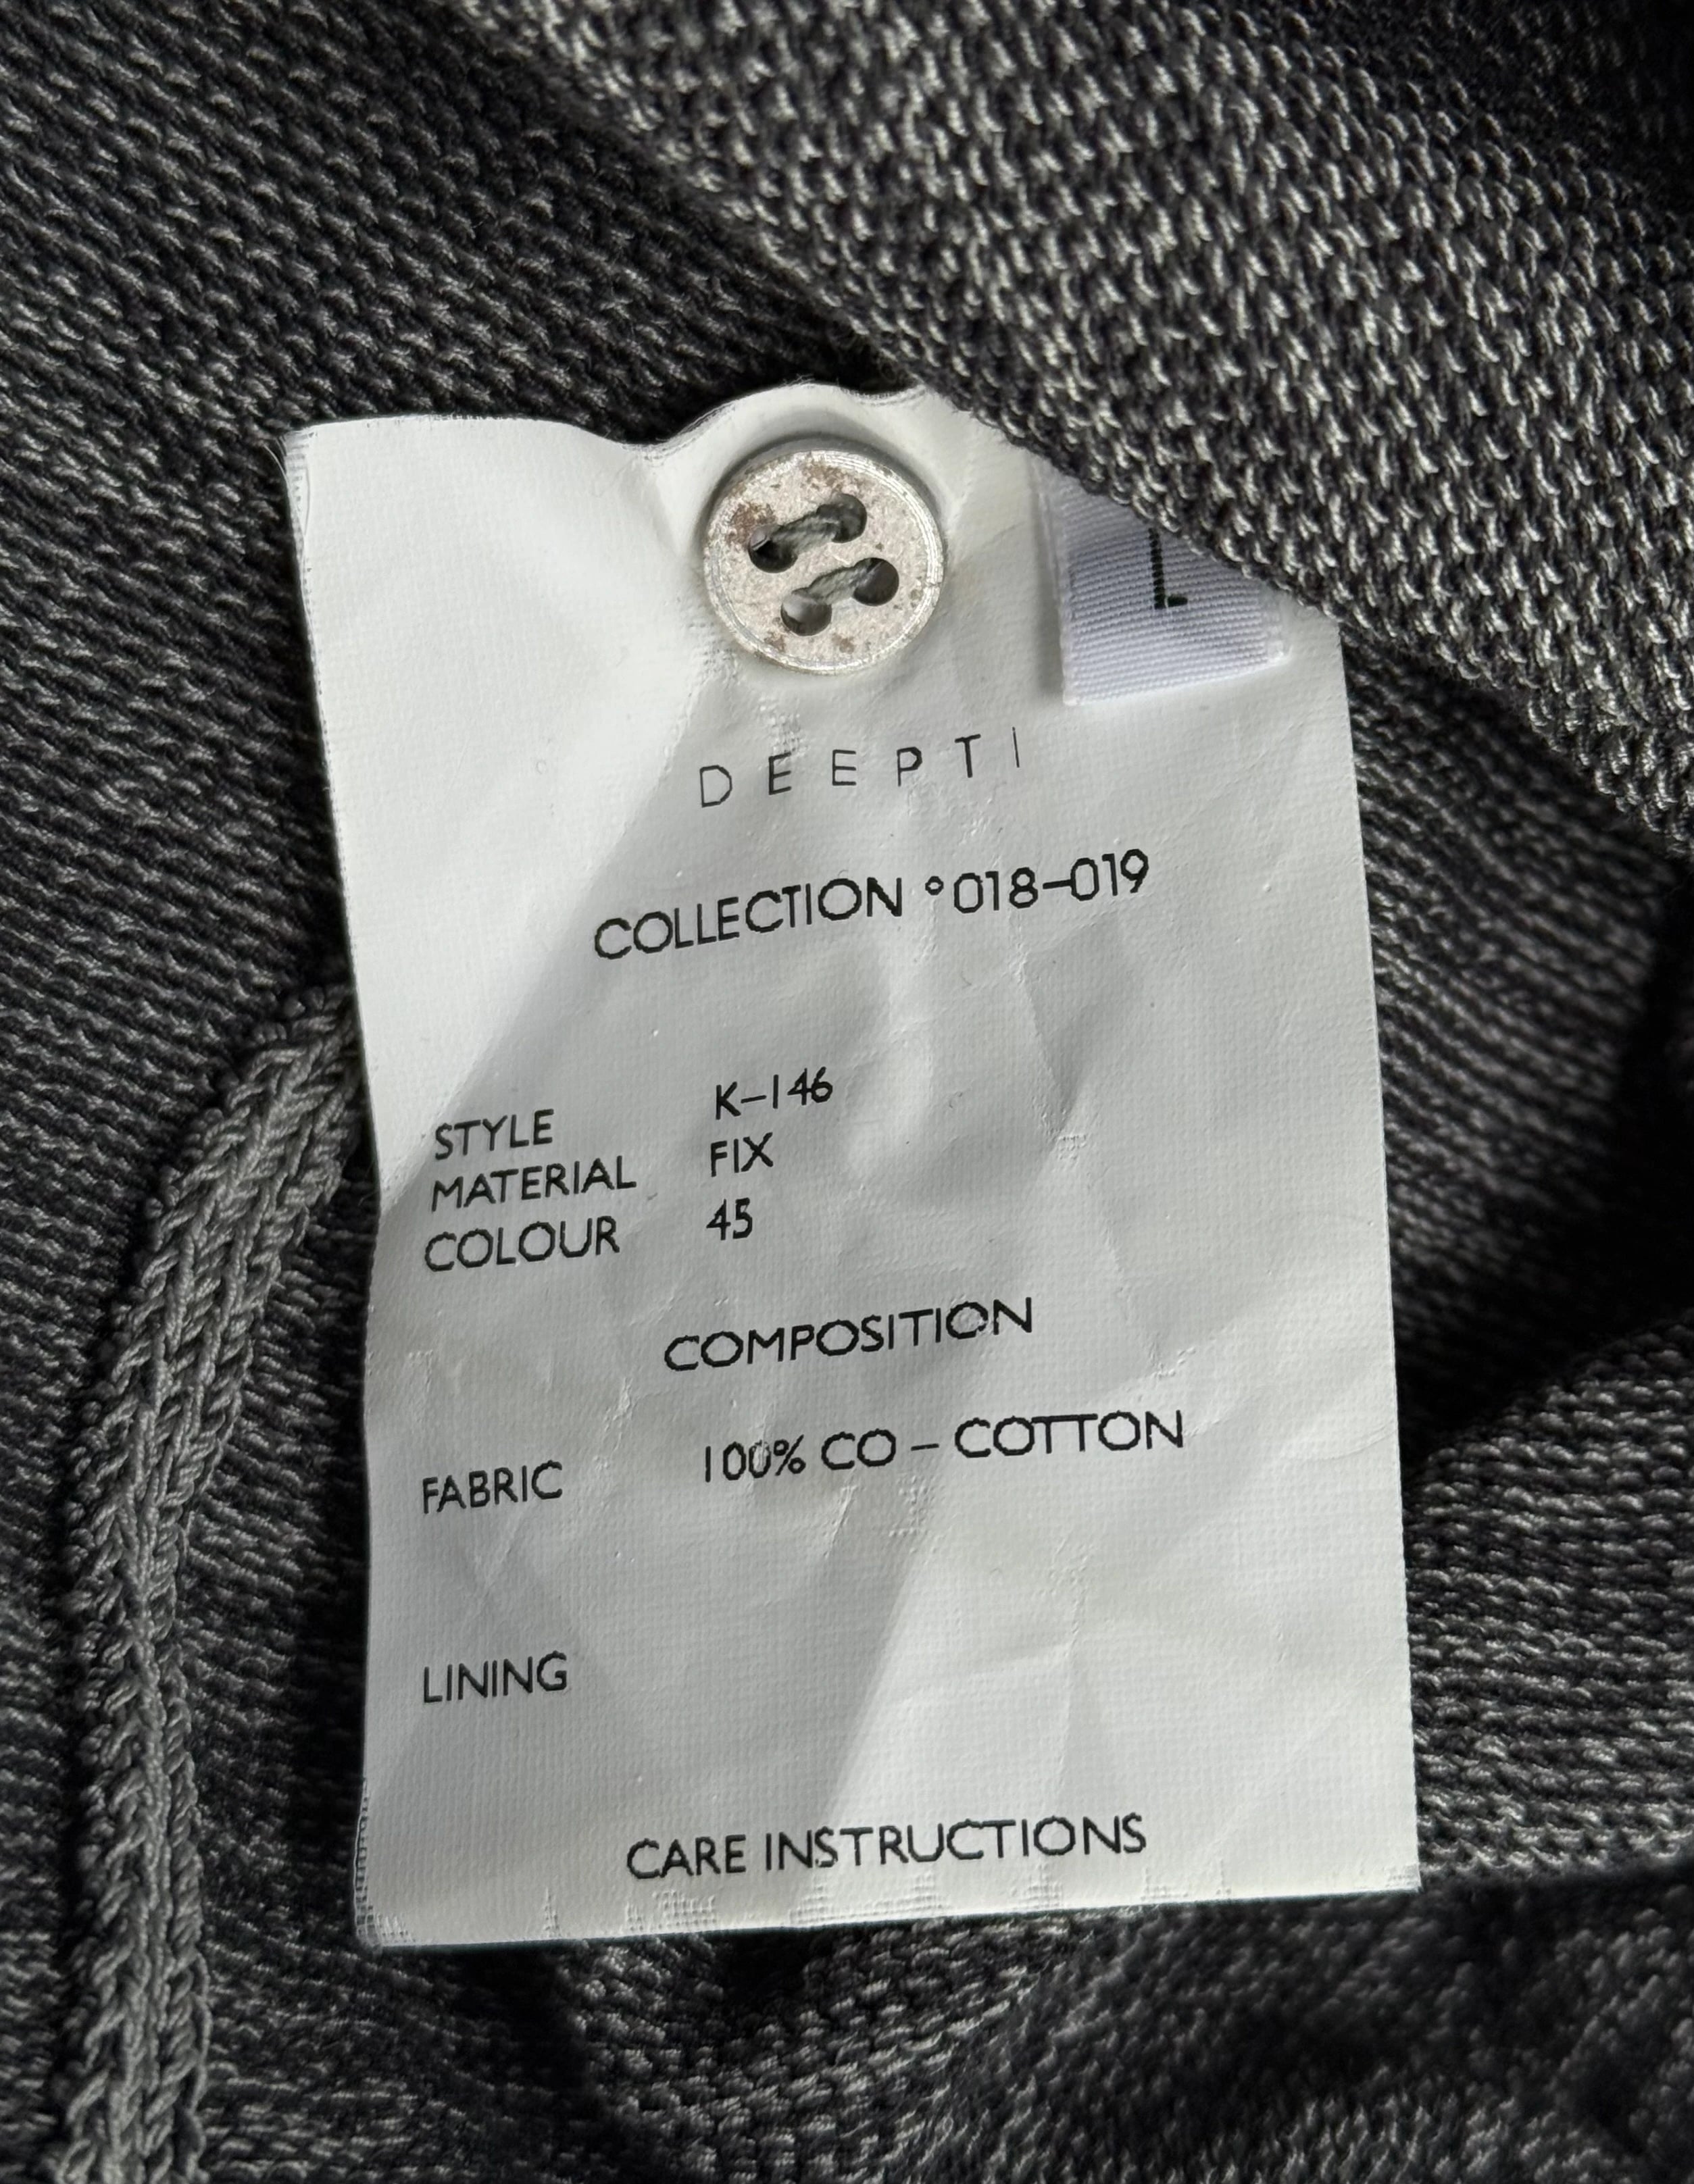 L
DEEPTI
COLLECTION °018–019
STYLE K–146
MATERIAL FIX
COLOUR 45
COMPOSITION
FABRIC 100% CO – COTTON
LINING
CARE INSTRUCTIONS